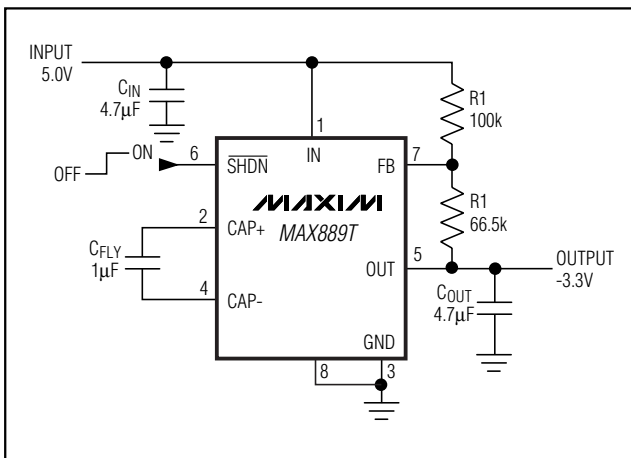 INPUT
5.0V
CIN
4.7µF
R1
100k
1
IN
ON
OFF
6
SHDN
FB
7
MAXIM
MAX889T
R1
66.5k
2
CAP+
CFLY
1µF
5
OUT
OUTPUT
-3.3V
4
CAP-
COUT
4.7µF
GND
8
3